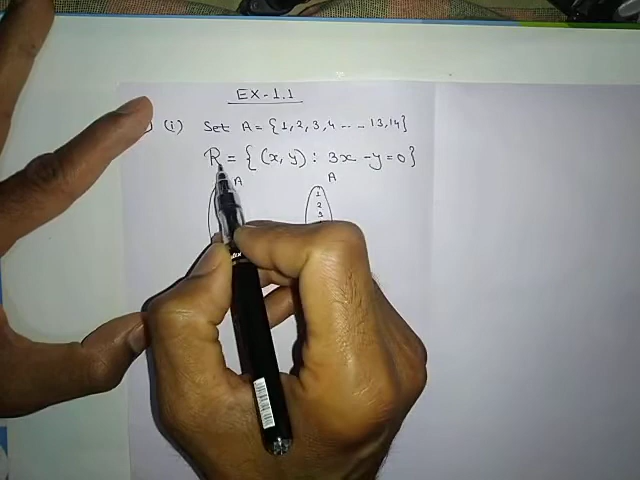 EX-1.1
(i) Set A = {1,2,3,4 --- 13,14}
R = { (x,y) : 3x - y = 0 }
A A
1
2
3